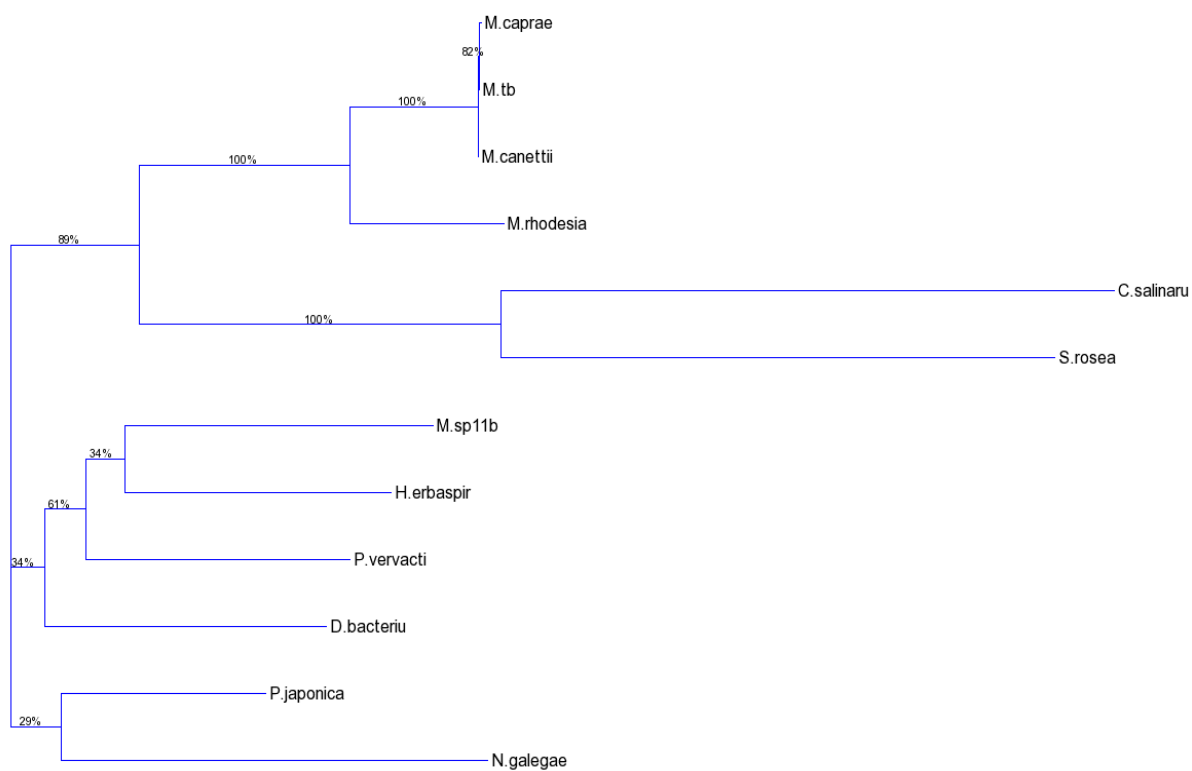 M.caprae
82%
M.tb
100%
M.canettii
100%
M.rhodesia
89%
C.salinaru
100%
S.rosea
M.sp11b
34%
H.erbaspir
61%
P.vervacti
34%
D.bacteriu
P.japonica
29%
N.galegae